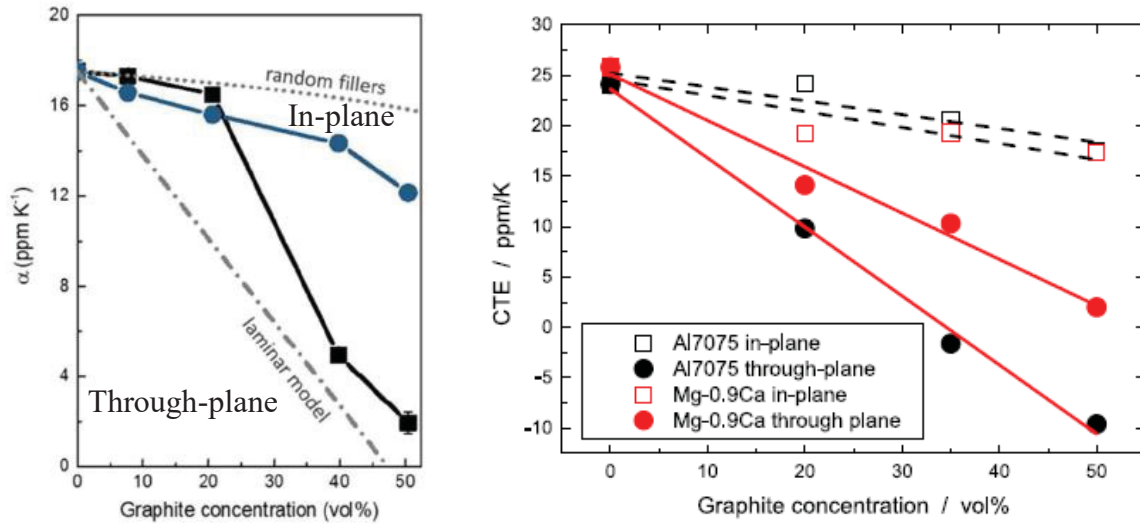 20
16
12
8
4
0
α (ppm K⁻¹)
random fillers
In-plane
laminar model
Through-plane
0 10 20 30 40 50
Graphite concentration (vol%)
30
25
20
15
10
5
0
-5
-10
CTE / ppm/K
Al7075 in-plane
Al7075 through-plane
Mg-0.9Ca in-plane
Mg-0.9Ca through plane
0 10 20 30 40 50
Graphite concentration / vol%